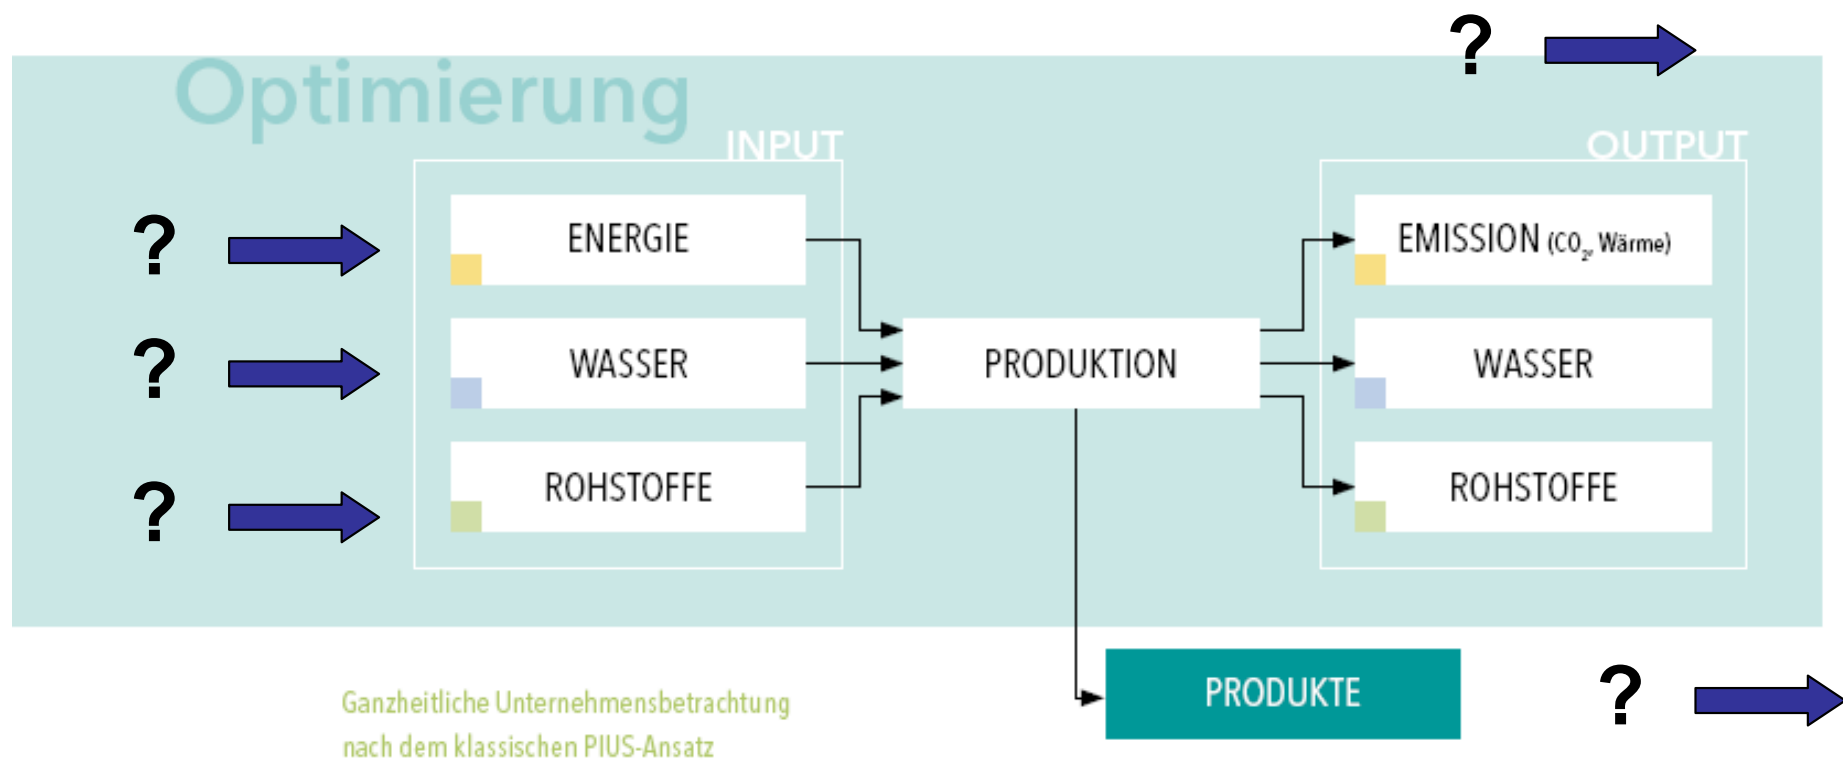 ?
Optimierung
INPUT
OUTPUT
?
ENERGIE
EMISSION (CO₂, Wärme)
?
WASSER
PRODUKTION
WASSER
?
ROHSTOFFE
ROHSTOFFE
PRODUKTE
?
Ganzheitliche Unternehmensbetrachtung
nach dem klassischen PIUS-Ansatz